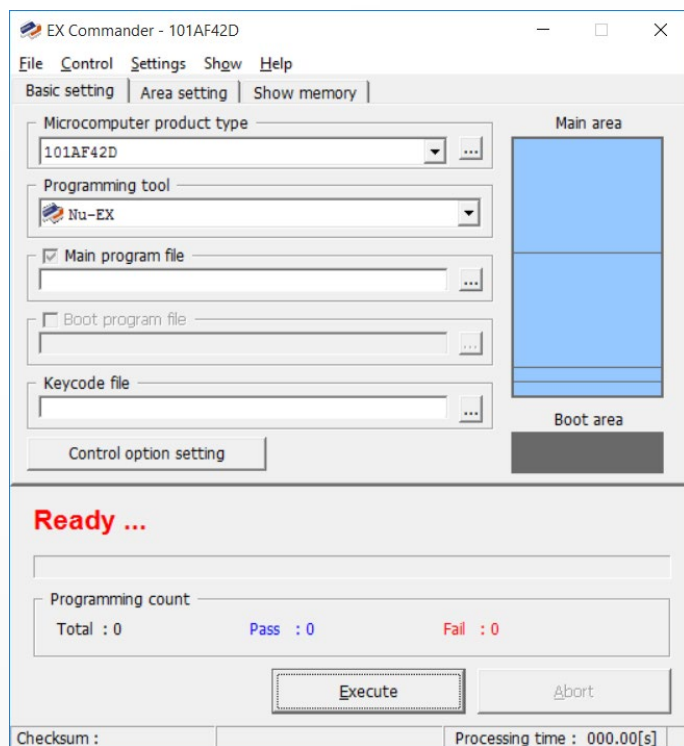 EX Commander - 101AF42D
File Control Settings Show Help
Basic setting Area setting Show memory
Microcomputer product type
Main area
101AF42D
...
Programming tool
Nu-EX
Main program file
...
Boot program file
...
Keycode file
...
Boot area
Control option setting
Ready ...
Programming count
Total : 0 Pass : 0 Fail : 0
Execute Abort
Checksum : Processing time : 000.00[s]